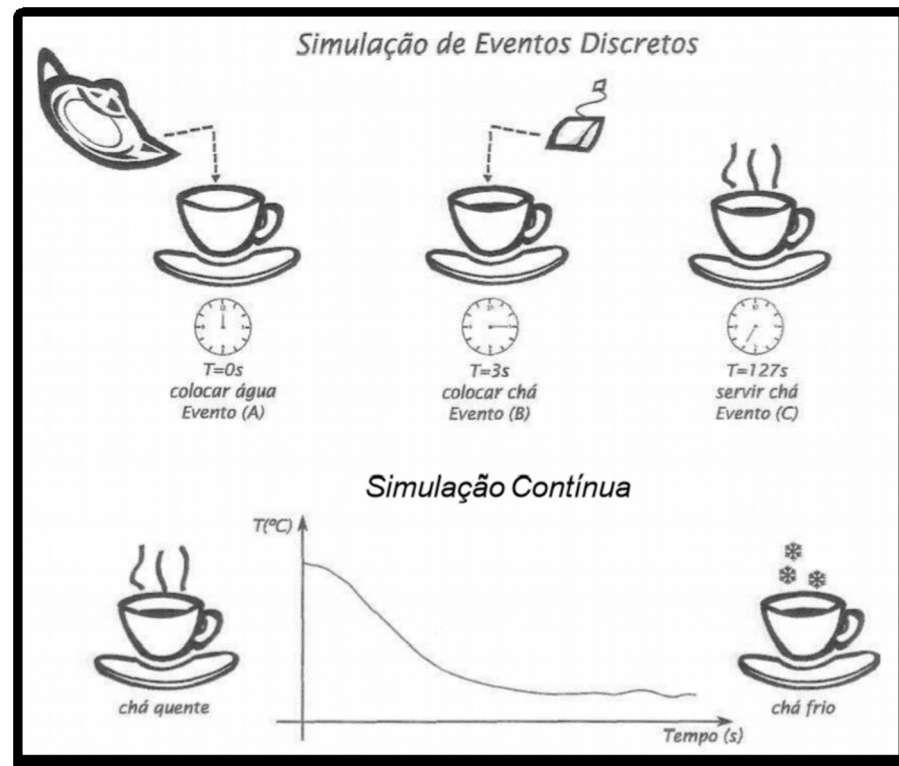 Simulação de Eventos Discretos
T=0s
colocar água
Evento (A)
T=3s
colocar chá
Evento (B)
T=127s
servir chá
Evento (C)
Simulação Contínua
T(ºC)
chá quente
chá frio
Tempo (s)